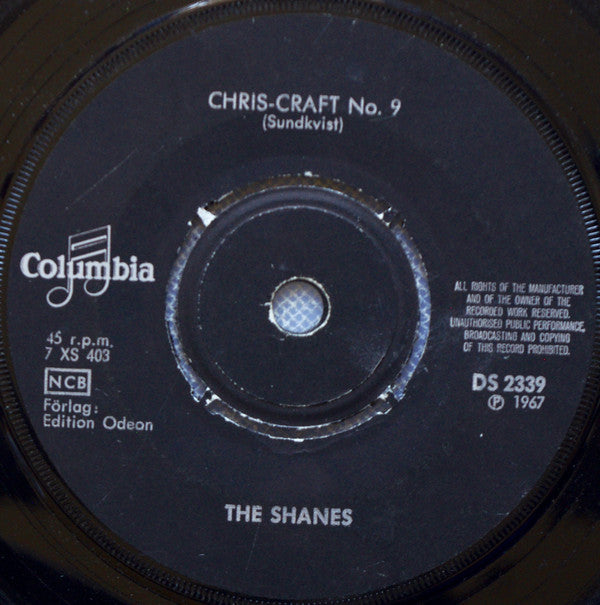 CHRIS-CRAFT No. 9
(Sundkvist)
Columbia
45 r.p.m.
7 XS 403
NCB
Förlag:
Edition Odeon
ALL RIGHTS OF THE MANUFACTURER
AND OF THE OWNER OF THE
RECORDED WORK RESERVED.
UNAUTHORISED PUBLIC PERFORMANCE,
BROADCASTING AND COPYING
OF THIS RECORD PROHIBITED.
DS 2339
℗ 1967
THE SHANES